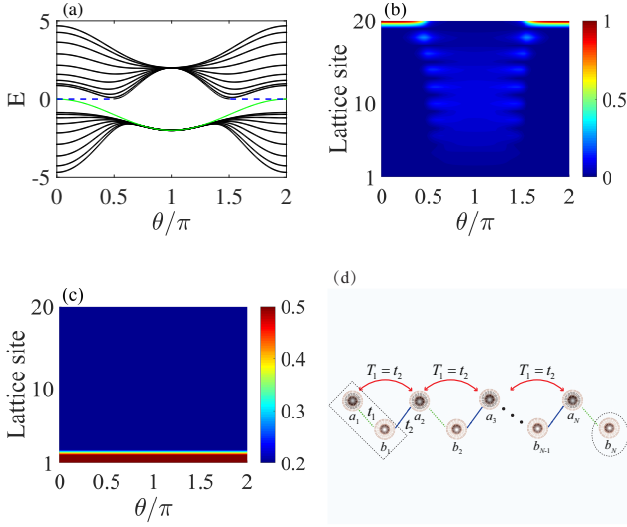 (a)
5
0
-5
E
0
0.5
1
1.5
2
θ/π
(b)
20
10
1
Lattice site
0
0.5
1
1.5
2
θ/π
1
0.5
0
(c)
20
10
1
Lattice site
0
0.5
1
1.5
2
θ/π
0.5
0.4
0.3
0.2
(d)
T₁ = t₂ T₁ = t₂ T₁ = t₂
a₁ t₁ a₂ a₃ a_N
b₁ t₂ b₂ b_{N-1} b_N